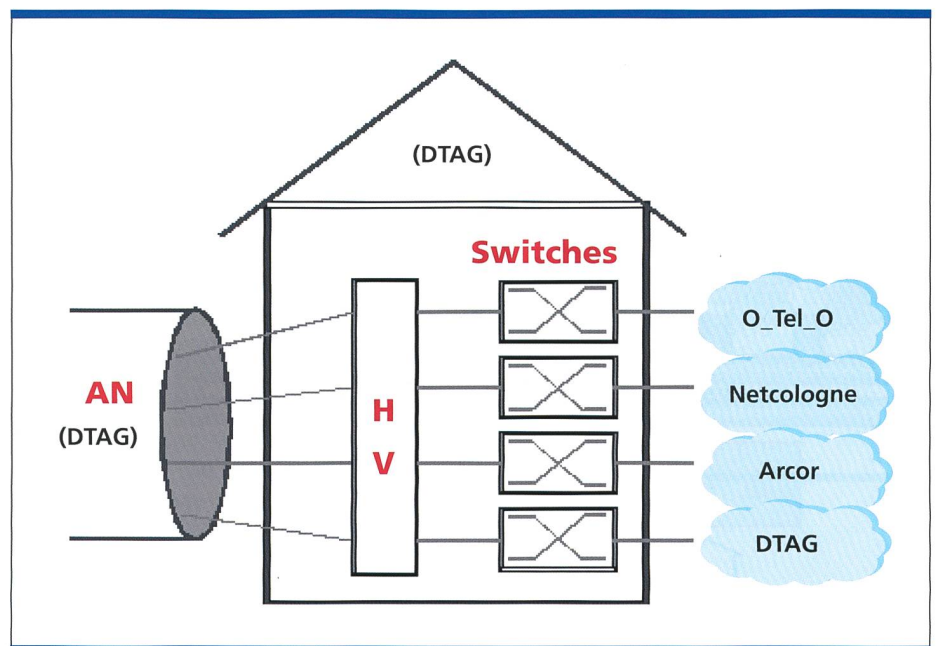 (DTAG)
Switches
AN
(DTAG)
H
V
O_Tel_O
Netcologne
Arcor
DTAG